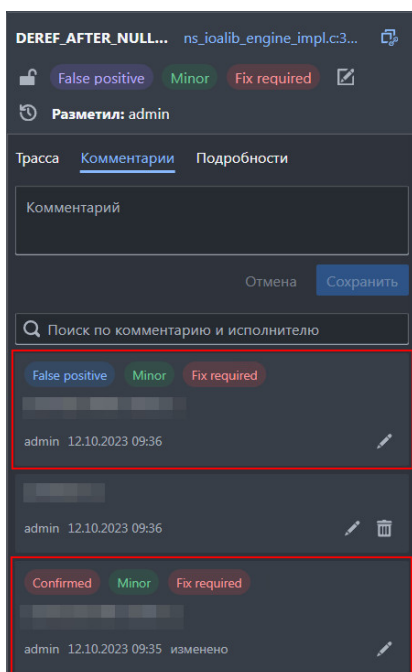 DEREF_AFTER_NULL... ns_ioalib_engine_impl.c:3...
False positive Minor Fix required
Разметил: admin
Трасса Комментарии Подробности
Комментарий
Отмена Сохранить
Поиск по комментарию и исполнителю
False positive Minor Fix required
admin 12.10.2023 09:36
admin 12.10.2023 09:36
Confirmed Minor Fix required
admin 12.10.2023 09:35 изменено